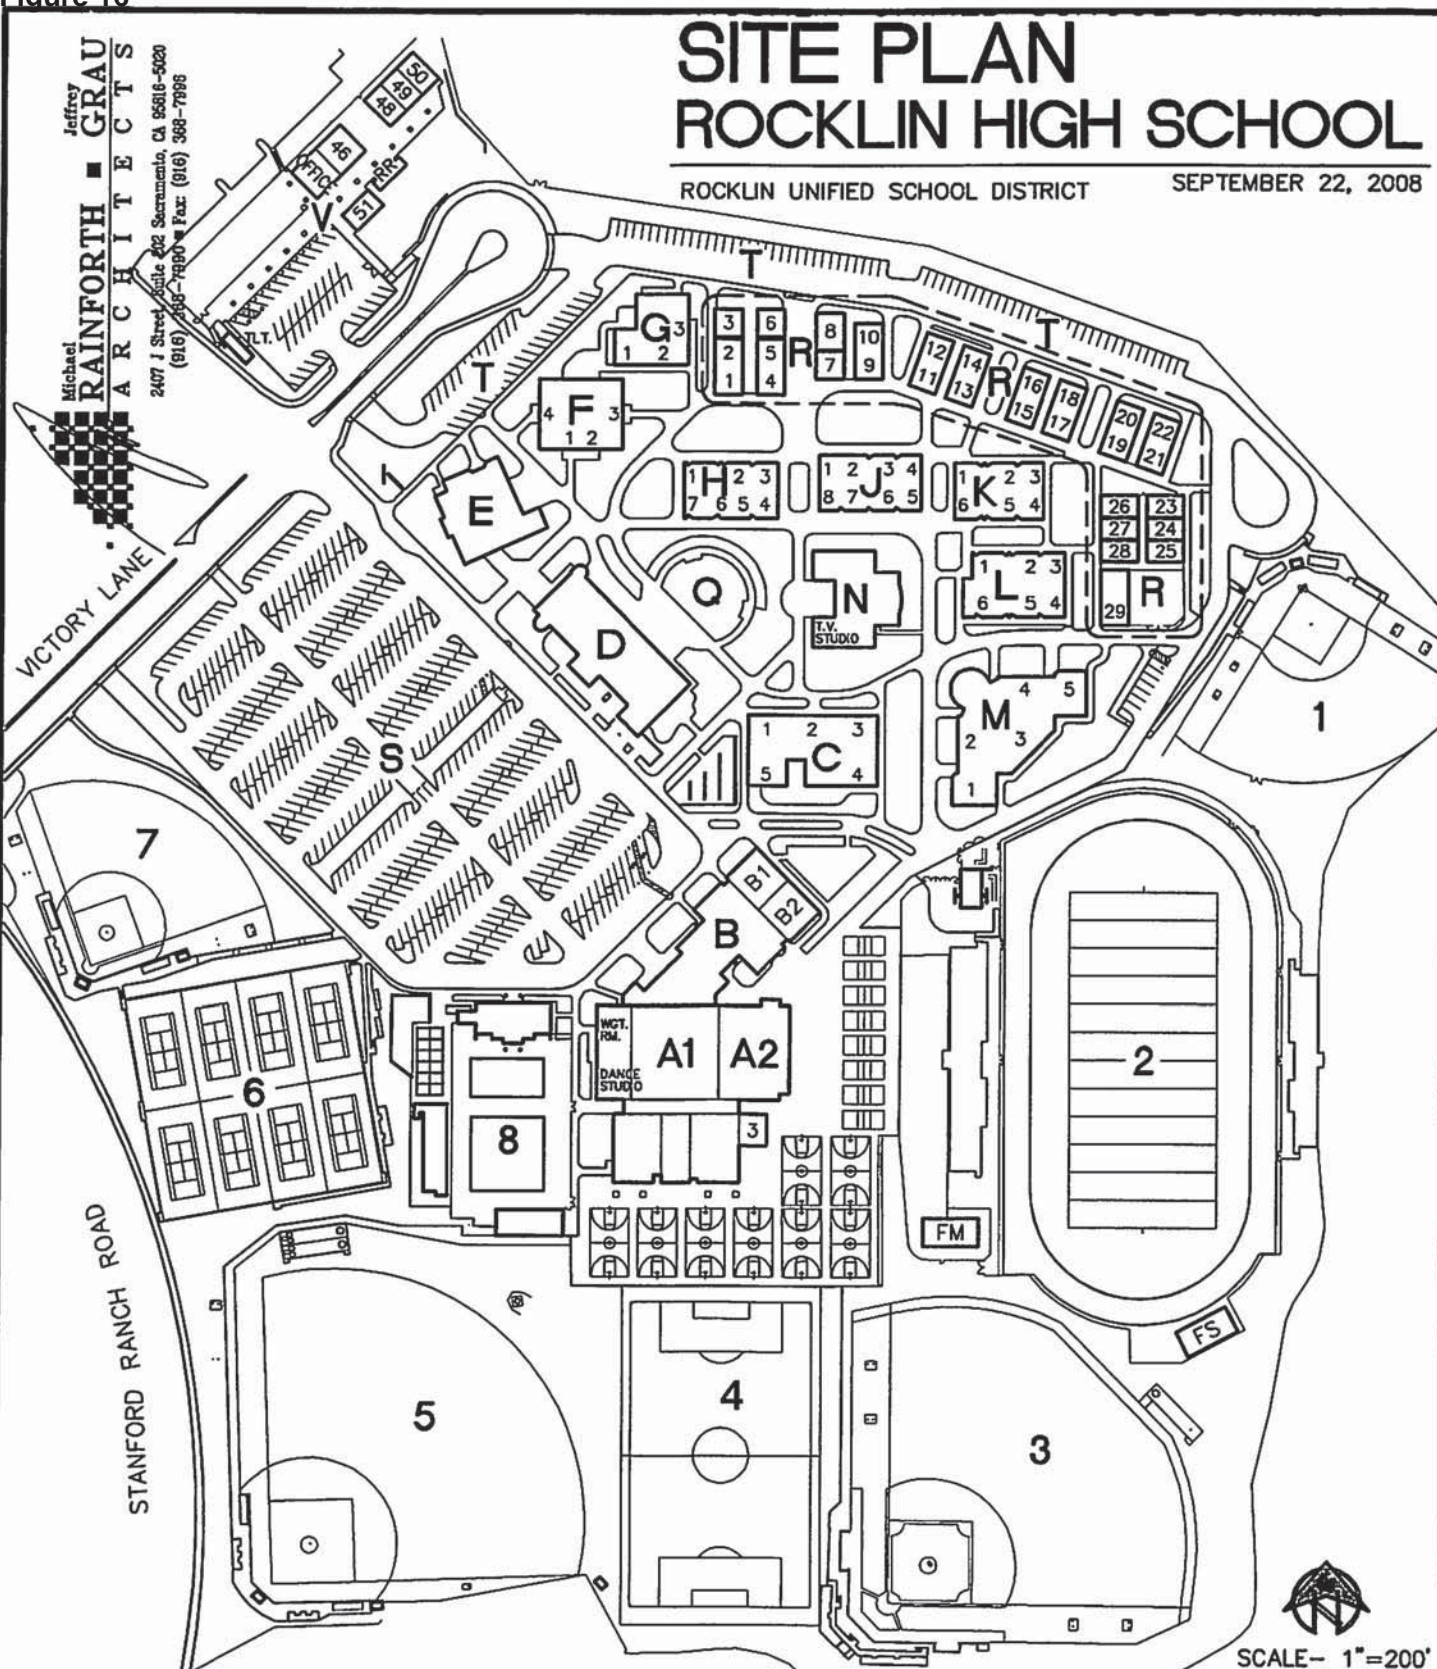 Figure 16
SITE PLAN
ROCKLIN HIGH SCHOOL
ROCKLIN UNIFIED SCHOOL DISTRICT
SEPTEMBER 22, 2008
Michael Jeffrey
RAINFORTH ■ GRAU
ARCHITECTS
2407 J Street, Suite 202 Sacramento, CA 95816-5020
(916) 368-7990 ■ Fax: (916) 368-7996
50
49
48
46
OFFICE
RR
51
V
T.L.T.
T
T
T
G
3
1 2
3 6
2 5
1 4
R
8 10
7 9
12 14
11 13
R
16 18
15 17
20 22
19 21
F
4 3
1 2
E
H
1 2 3
7 6 5 4
J
1 2 3 4
8 7 6 5
K
1 2 3
6 5 4
26 23
27 24
28 25
29
R
L
1 2 3
6 5 4
Q
N
T.V.
STUDIO
D
VICTORY LANE
M
4 5
2 3
1
1
C
1 2 3
5 4
S
7
B1
B2
B
WGT.
RM.
A1 A2
DANCE
STUDIO
2
6
8
3
FM
FS
STANFORD RANCH ROAD
5
4
3
N
SCALE- 1"=200'